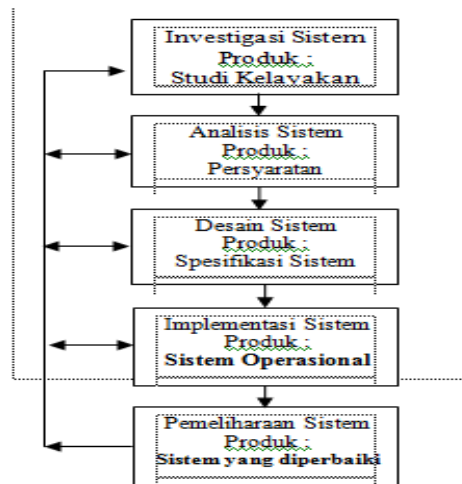 Investigasi Sistem
Produk :
Studi Kelayakan
Analisis Sistem
Produk :
Persyaratan
Desain Sistem
Produk :
Spesifikasi Sistem
Implementasi Sistem
Produk :
Sistem Operasional
Pemeliharaan Sistem
Produk :
Sistem yang diperbaiki